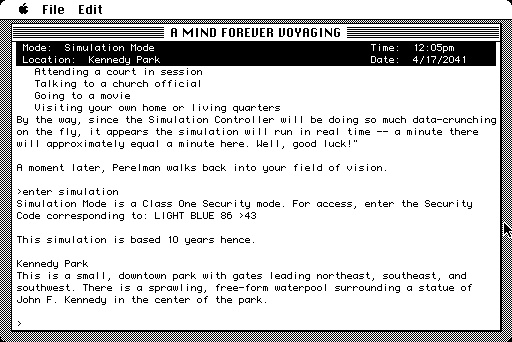 File Edit
A MIND FOREVER VOYAGING
Mode: Simulation Mode Time: 12:05pm
Location: Kennedy Park Date: 4/17/2041
Attending a court in session
Talking to a church official
Going to a movie
Visiting your own home or living quarters
By the way, since the Simulation Controller will be doing so much data-crunching
on the fly, it appears the simulation will run in real time -- a minute there
will approximately equal a minute here. Well, good luck!"
A moment later, Perelman walks back into your field of vision.
>enter simulation
Simulation Mode is a Class One Security mode. For access, enter the Security
Code corresponding to: LIGHT BLUE 86 >43
This simulation is based 10 years hence.
Kennedy Park
This is a small, downtown park with gates leading northeast, southeast, and
southwest. There is a sprawling, free-form waterpool surrounding a statue of
John F. Kennedy in the center of the park.
>